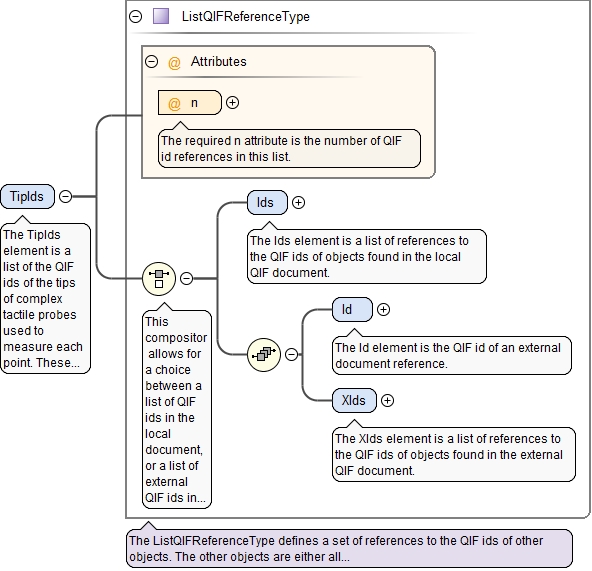 ListQIFReferenceType
@ Attributes
@ n
The required n attribute is the number of QIF
id references in this list.
TipIds
The TipIds
element is a
list of the QIF
ids of the tips
of complex
tactile probes
used to
measure each
point. These...
Ids
The Ids element is a list of references to
the QIF ids of objects found in the local
QIF document.
This
compositor
allows for
a choice
between a
list of QIF
ids in the
local
document,
or a list of
external
QIF ids in...
Id
The Id element is the QIF id of an external
document reference.
XIds
The XIds element is a list of references to
the QIF ids of objects found in the external
QIF document.
The ListQIFReferenceType defines a set of references to the QIF ids of other
objects. The other objects are either all...